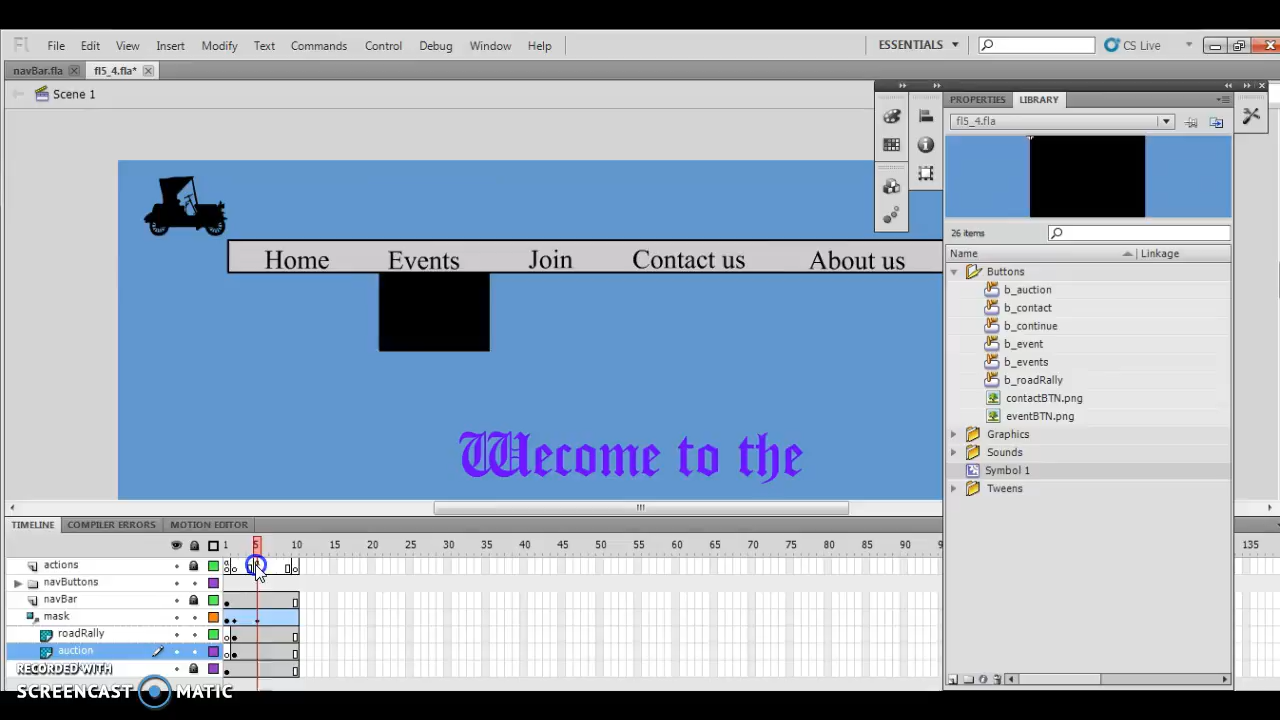 Fl File Edit View Insert Modify Text Commands Control Debug Window Help ESSENTIALS CS Live
navBar.fla fl5_4.fla*
Scene 1
PROPERTIES LIBRARY
fl5_4.fla
26 items
Name Linkage
Buttons
b_auction
b_contact
b_continue
b_event
b_events
b_roadRally
contactBTN.png
eventBTN.png
Graphics
Sounds
Symbol 1
Tweens
Home Events Join Contact us About us
Wecome to the
TIMELINE COMPILER ERRORS MOTION EDITOR
1 5 10 15 20 25 30 35 40 45 50 55 60 65 70 75 80 85 90 135
actions
navButtons
navBar
mask
roadRally
auction
RECORDED WITH
SCREENCAST MATIC